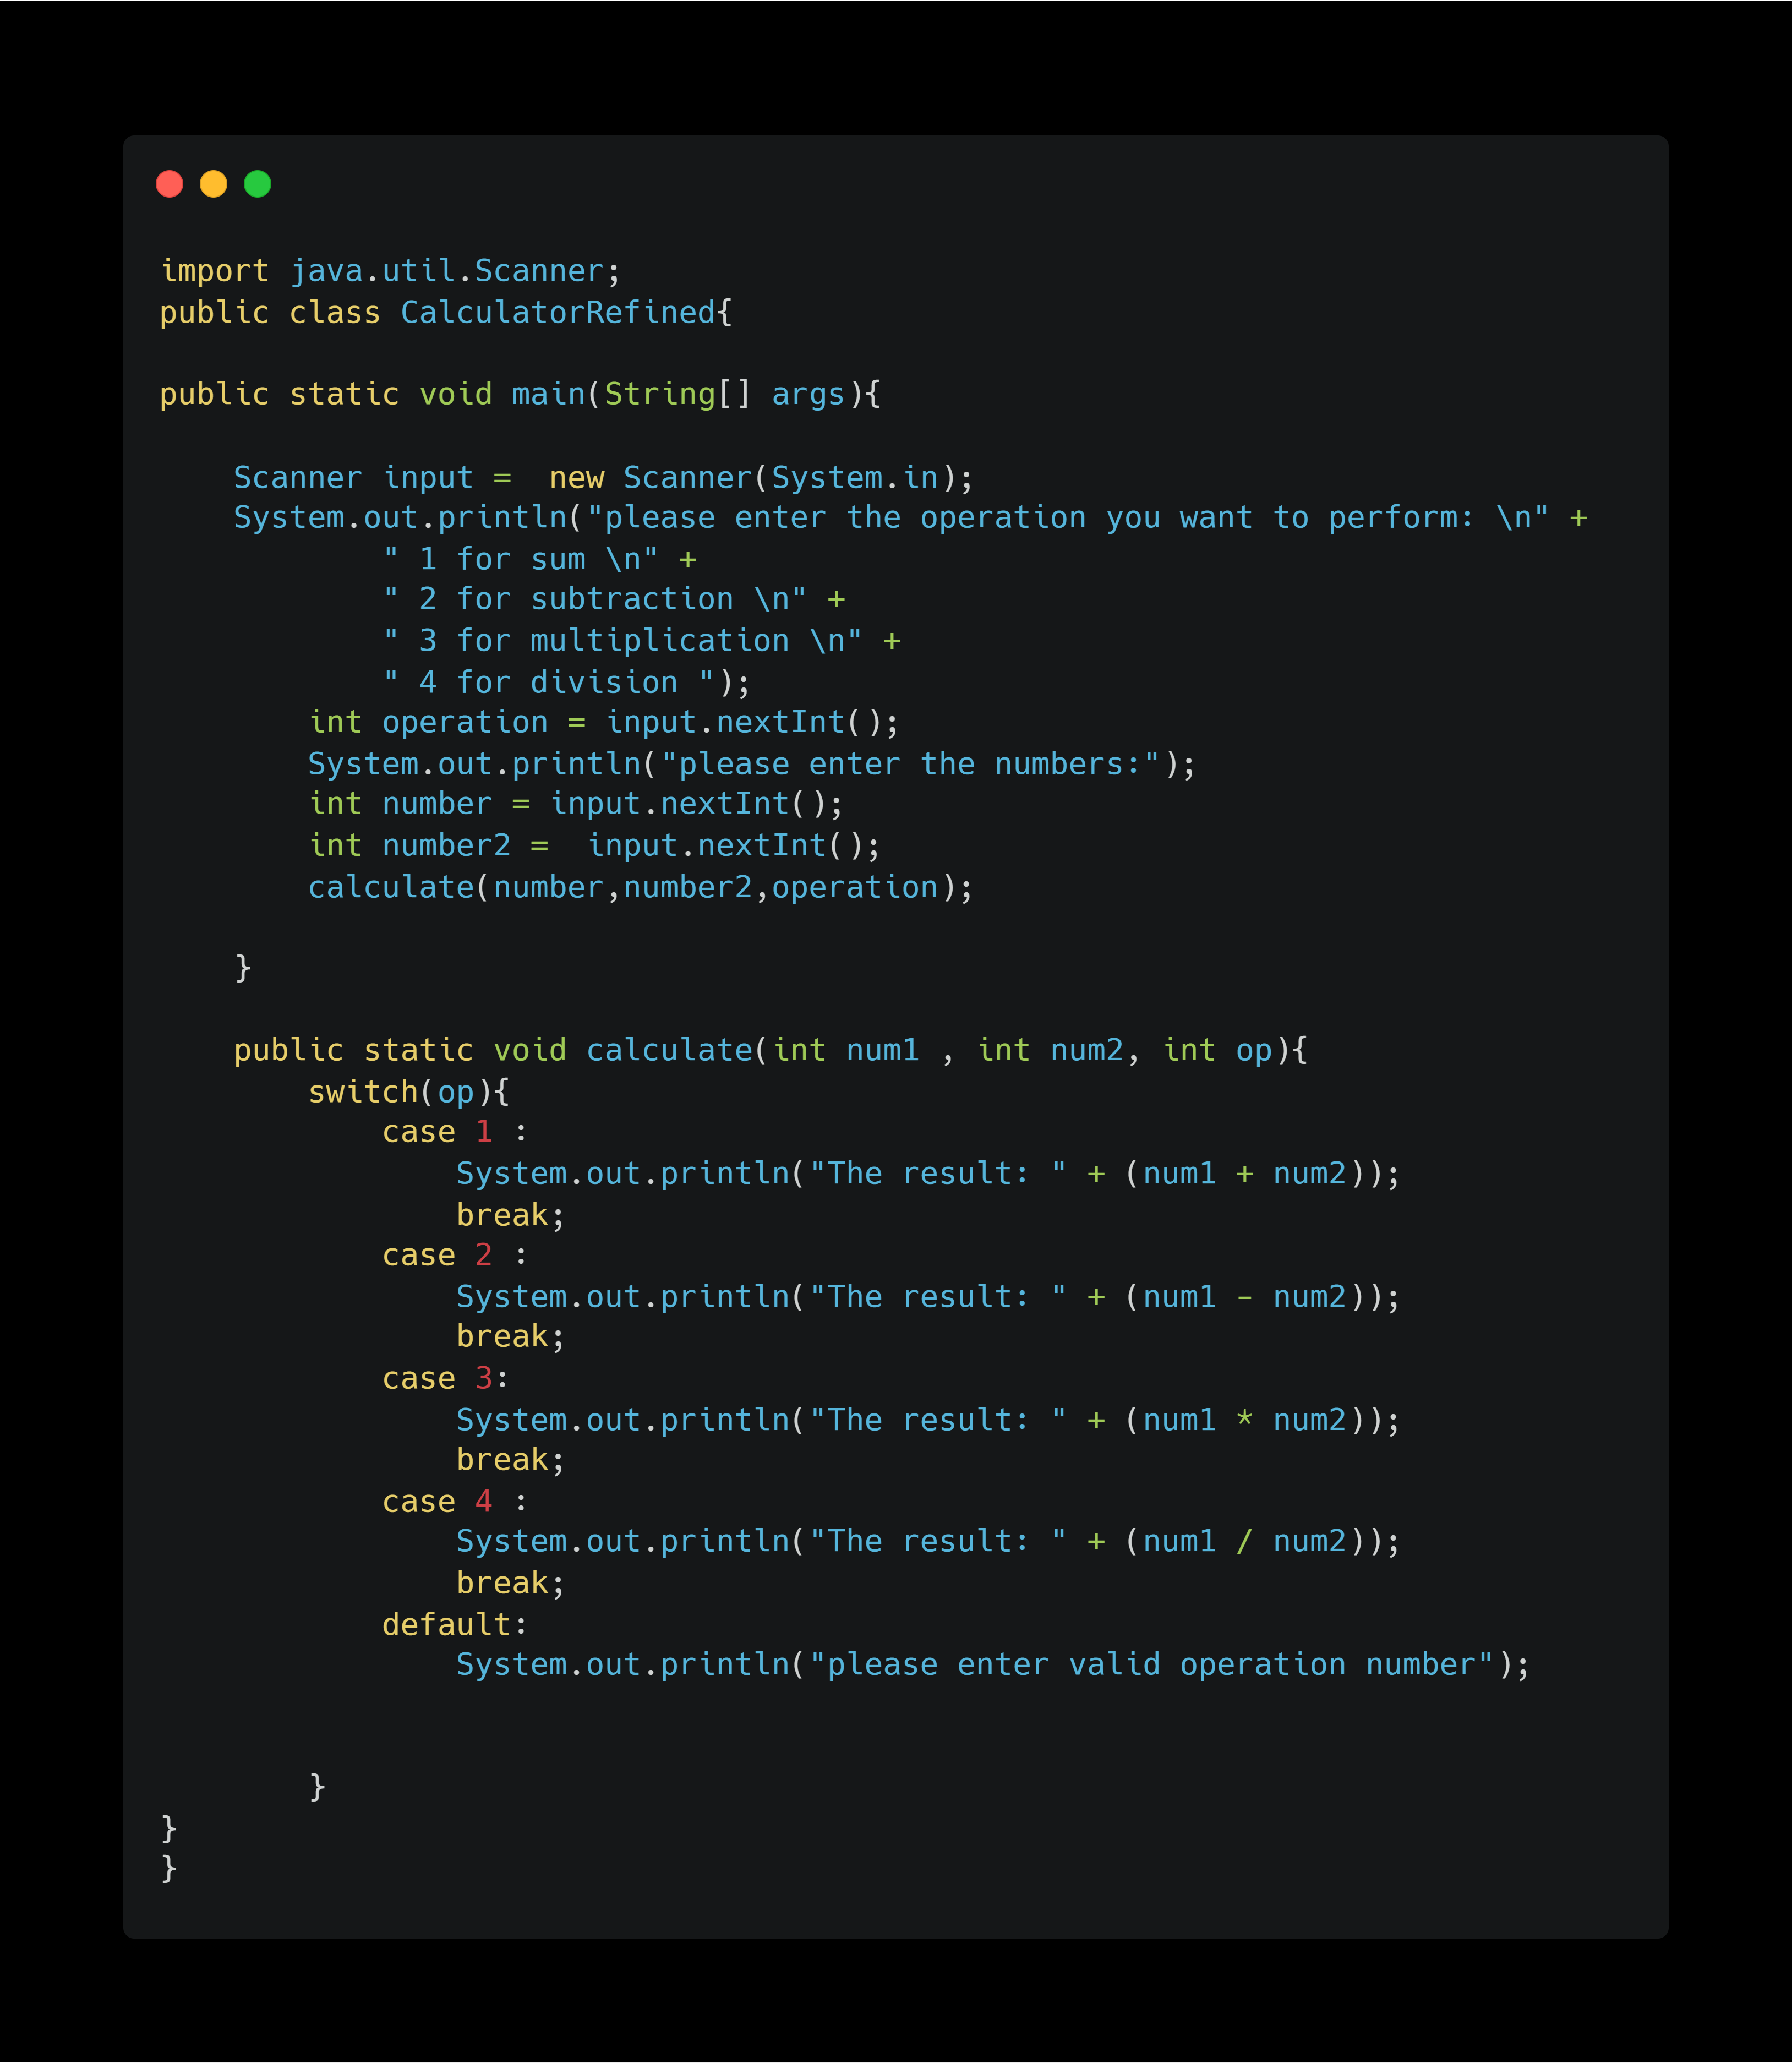 import java.util.Scanner;
public class CalculatorRefined{

public static void main(String[] args){

    Scanner input =  new Scanner(System.in);
    System.out.println("please enter the operation you want to perform: \n" +
            " 1 for sum \n" +
            " 2 for subtraction \n" +
            " 3 for multiplication \n" +
            " 4 for division ");
        int operation = input.nextInt();
        System.out.println("please enter the numbers:");
        int number = input.nextInt();
        int number2 =  input.nextInt();
        calculate(number,number2,operation);

    }

    public static void calculate(int num1 , int num2, int op){
        switch(op){
            case 1 :
                System.out.println("The result: " + (num1 + num2));
                break;
            case 2 :
                System.out.println("The result: " + (num1 - num2));
                break;
            case 3:
                System.out.println("The result: " + (num1 * num2));
                break;
            case 4 :
                System.out.println("The result: " + (num1 / num2));
                break;
            default:
                System.out.println("please enter valid operation number");


        }
}
}